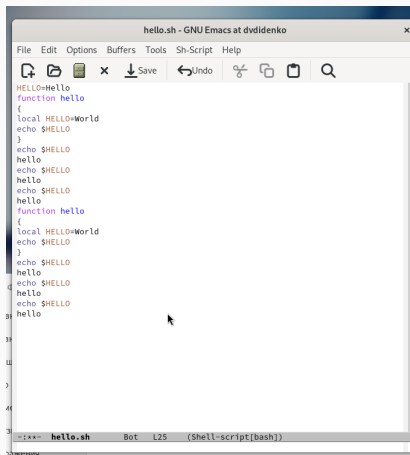 hello.sh - GNU Emacs at dvdidenko
File Edit Options Buffers Tools Sh-Script Help
Save Undo
HELLO=Hello
function hello
{
local HELLO=World
echo $HELLO
}
echo $HELLO
hello
echo $HELLO
hello
echo $HELLO
hello
function hello
{
local HELLO=World
echo $HELLO
}
echo $HELLO
hello
echo $HELLO
hello
echo $HELLO
hello
-:**- hello.sh Bot L25 (Shell-script[bash])